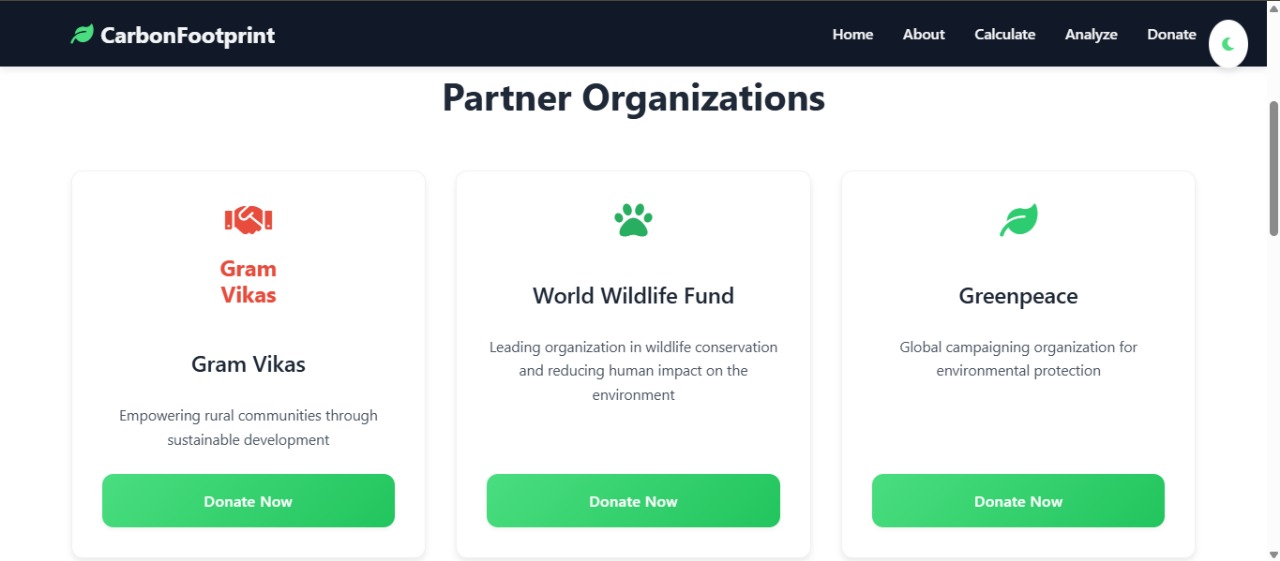 CarbonFootprint
Home About Calculate Analyze Donate
Partner Organizations
Gram
Vikas
Gram Vikas
Empowering rural communities through
sustainable development
Donate Now
World Wildlife Fund
Leading organization in wildlife conservation
and reducing human impact on the
environment
Donate Now
Greenpeace
Global campaigning organization for
environmental protection
Donate Now